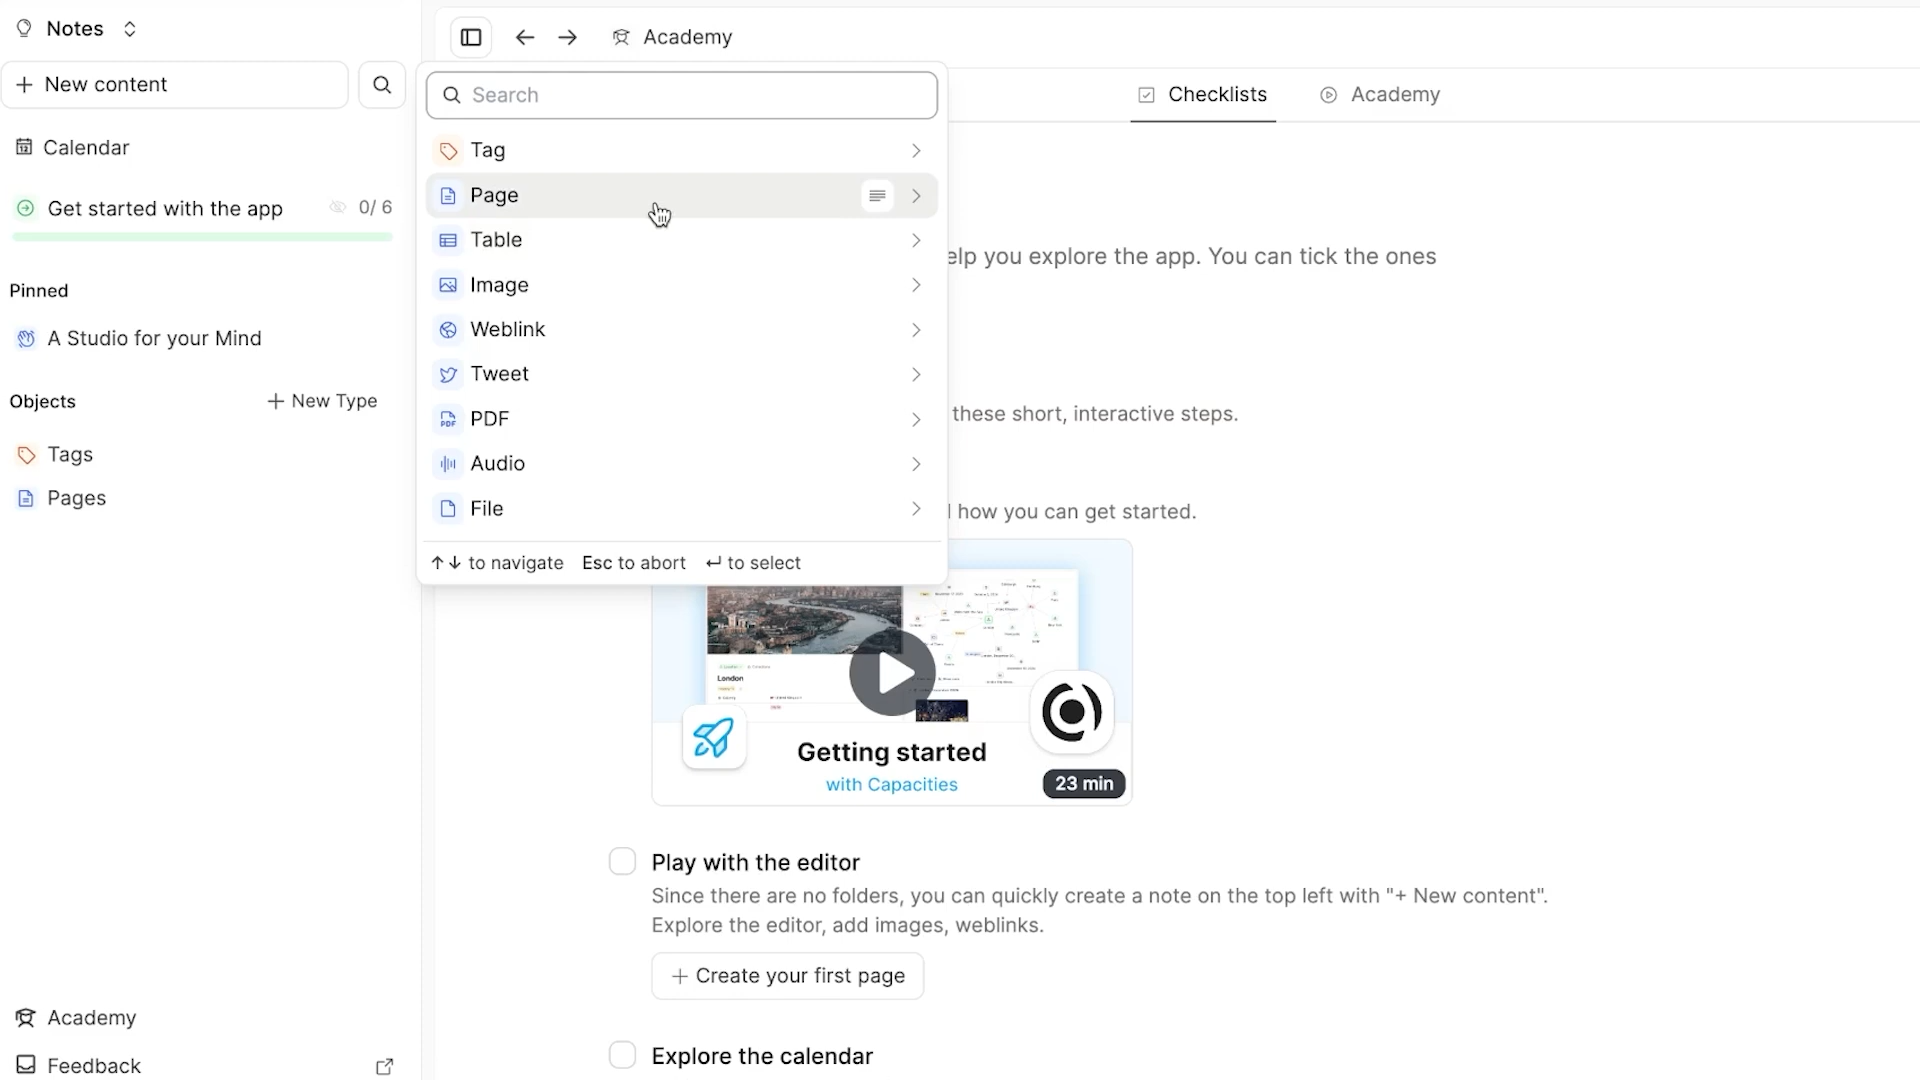 Notes
New content
Calendar
Get started with the app 0/ 6
Pinned
A Studio for your Mind
Objects
New Type
Tags
Pages
Academy
Feedback
Academy
Search
Tag
Page
Table
Image
Weblink
Tweet
PDF
Audio
File
↑↓ to navigate Esc to abort ↵ to select
Checklists
Academy
elp you explore the app. You can tick the ones
these short, interactive steps.
how you can get started.
London
Getting started
with Capacities
23 min
Play with the editor
Since there are no folders, you can quickly create a note on the top left with "+ New content".
Explore the editor, add images, weblinks.
+ Create your first page
Explore the calendar